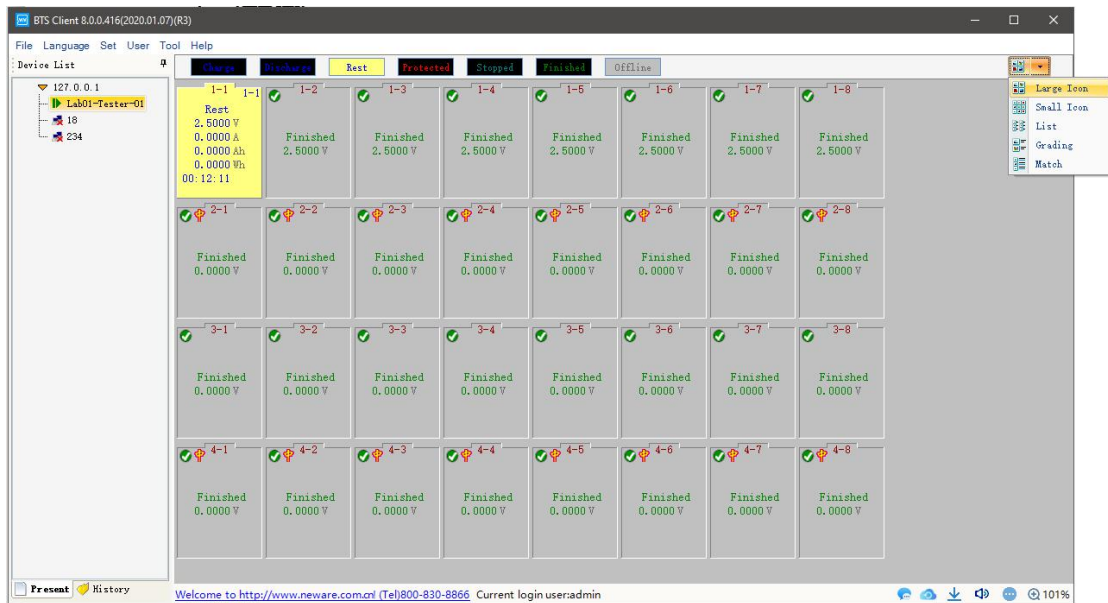 BTS Client 8.0.0.416(2020.01.07)(R3)
File Language Set User Tool Help
Device List
Charge Discharge Rest Protected Stopped Finished Offline
127.0.0.1
Lab01-Tester-01
18
234
Large Icon
Small Icon
List
Grading
Match
1-1 1-1 1-2 1-3 1-4 1-5 1-6 1-7 1-8
Rest
2.5000 V
0.0000 A
0.0000 Ah
0.0000 Wh
00:12:11
Finished Finished Finished Finished Finished Finished Finished
2.5000 V 2.5000 V 2.5000 V 2.5000 V 2.5000 V 2.5000 V 2.5000 V
2-1 2-2 2-3 2-4 2-5 2-6 2-7 2-8
Finished Finished Finished Finished Finished Finished Finished Finished
0.0000 V 0.0000 V 0.0000 V 0.0000 V 0.0000 V 0.0000 V 0.0000 V 0.0000 V
3-1 3-2 3-3 3-4 3-5 3-6 3-7 3-8
Finished Finished Finished Finished Finished Finished Finished Finished
0.0000 V 0.0000 V 0.0000 V 0.0000 V 0.0000 V 0.0000 V 0.0000 V 0.0000 V
4-1 4-2 4-3 4-4 4-5 4-6 4-7 4-8
Finished Finished Finished Finished Finished Finished Finished Finished
0.0000 V 0.0000 V 0.0000 V 0.0000 V 0.0000 V 0.0000 V 0.0000 V 0.0000 V
Present History
Welcome to http://www.neware.com.cn! (Tel)800-830-8866 Current login user:admin
101%